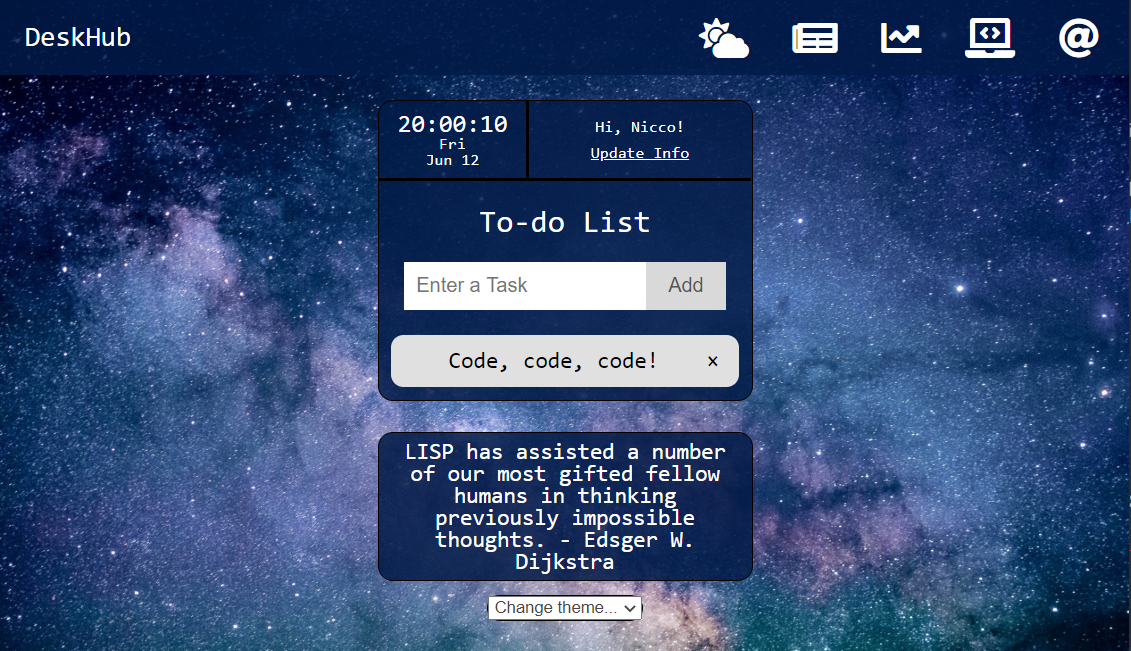 DeskHub
20:00:10
Fri
Jun 12
Hi, Nicco!
Update Info
To-do List
Enter a Task
Add
Code, code, code!
×
LISP has assisted a number
of our most gifted fellow
humans in thinking
previously impossible
thoughts. - Edsger W.
Dijkstra
Change theme...